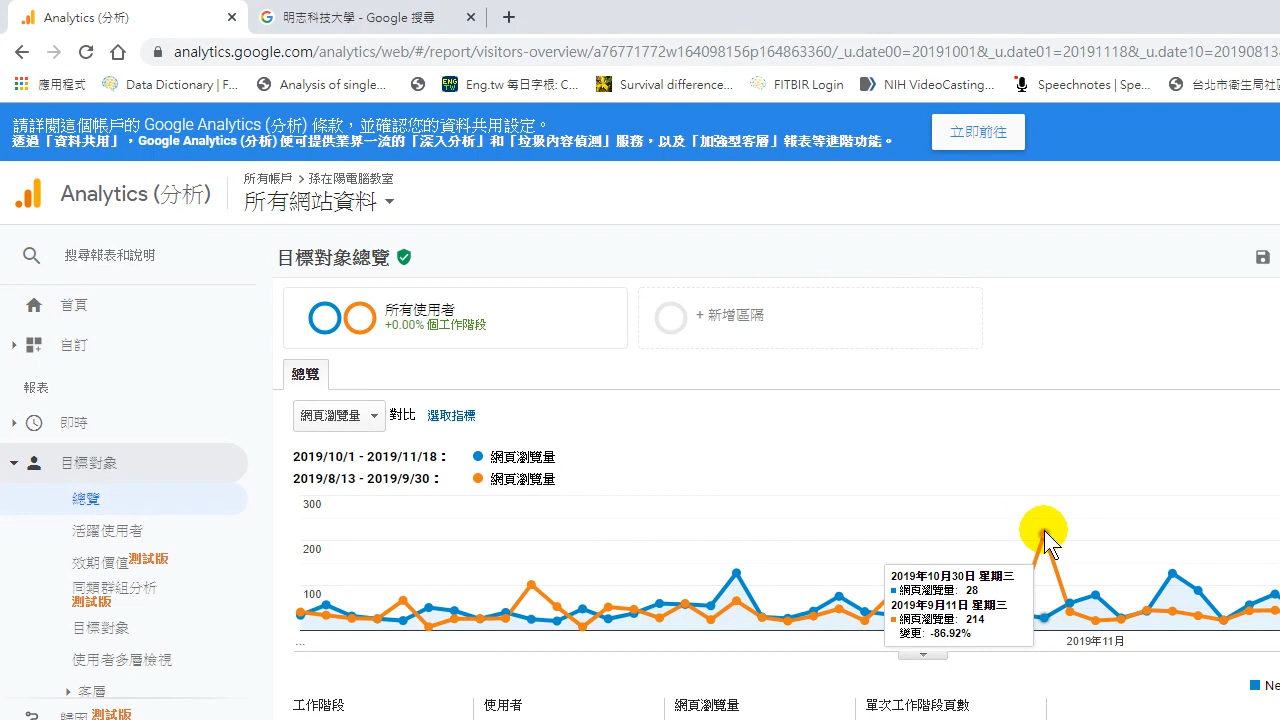 Analytics (分析)
明志科技大學 - Google 搜尋
analytics.google.com/analytics/web/#/report/visitors-overview/a76771772w164098156p164863360/_u.date00=20191001&_u.date01=20191118&_u.date10=20190813
應用程式
Data Dictionary | F...
Analysis of single...
Eng.tw 每日字根: C...
Survival difference...
FITBIR Login
NIH VideoCasting...
Speechnotes | Spe...
台北市衛生局社
請詳閱這個帳戶的 Google Analytics (分析) 條款，並確認您的資料共用設定。
透過「資料共用」，Google Analytics (分析) 便可提供業界一流的「深入分析」和「垃圾內容偵測」服務，以及「加強型客層」報表等進階功能。
立即前往
Analytics (分析)
所有帳戶 > 孫在陽電腦教室
所有網站資料
搜尋報表和說明
首頁
自訂
報表
即時
目標對象
總覽
活躍使用者
效期價值測試版
同類群組分析
測試版
目標對象
使用者多層檢視
客層
歸因 測試版
目標對象總覽
所有使用者
+0.00% 個工作階段
+ 新增區隔
總覽
網頁瀏覽量
對比
選取指標
2019/10/1 - 2019/11/18：
網頁瀏覽量
2019/8/13 - 2019/9/30：
網頁瀏覽量
300
200
100
...
2019年10月30日 星期三
網頁瀏覽量: 28
2019年9月11日 星期三
網頁瀏覽量: 214
變更: -86.92%
2019年11月
Ne
工作階段
使用者
網頁瀏覽量
單次工作階段頁數